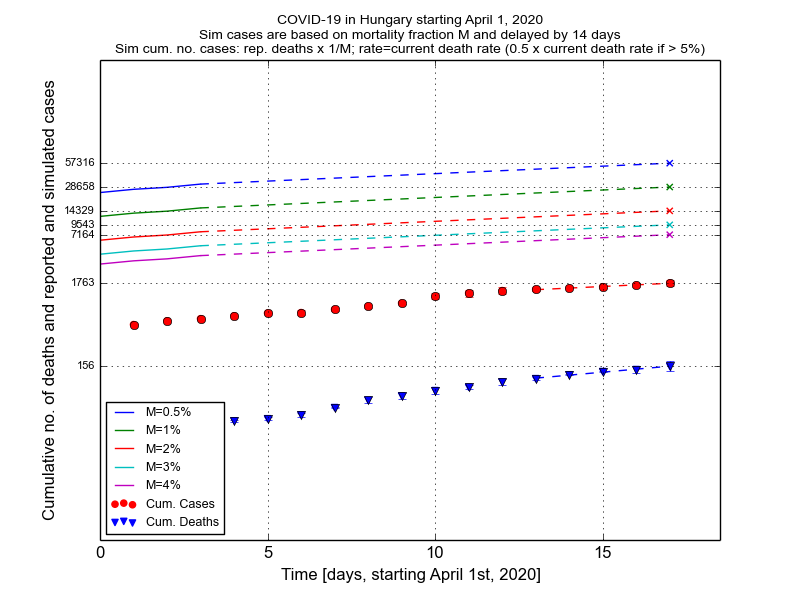 COVID-19 in Hungary starting April 1, 2020
Sim cases are based on mortality fraction M and delayed by 14 days
Sim cum. no. cases: rep. deaths x 1/M; rate=current death rate (0.5 x current death rate if > 5%)
Cumulative no. of deaths and reported and simulated cases
57316
28658
14329
9543
7164
1763
156
M=0.5%
M=1%
M=2%
M=3%
M=4%
Cum. Cases
Cum. Deaths
0 5 10 15
Time [days, starting April 1st, 2020]